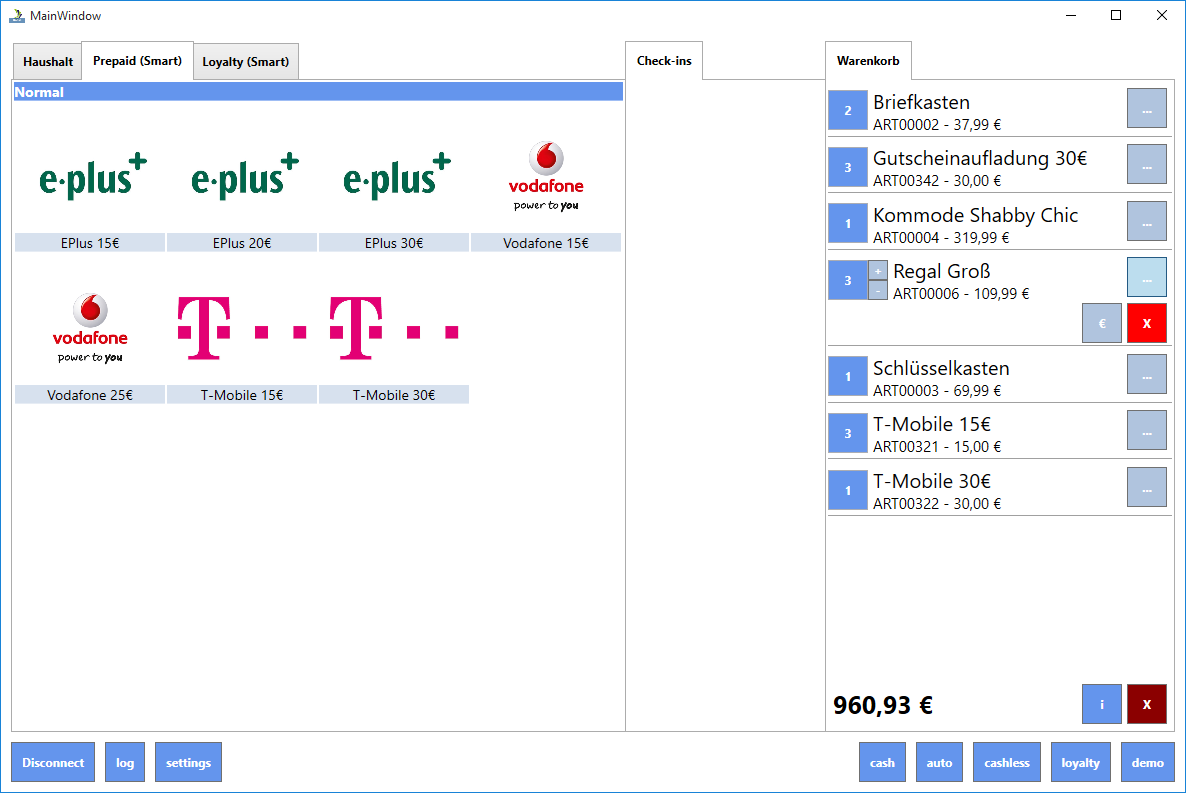 MainWindow
Haushalt
Prepaid (Smart)
Loyalty (Smart)
Check-ins
Warenkorb
Normal
e·plus+
e·plus+
e·plus+
vodafone
power to you
EPlus 15€
EPlus 20€
EPlus 30€
Vodafone 15€
vodafone
power to you
T
T
Vodafone 25€
T-Mobile 15€
T-Mobile 30€
2
Briefkasten
ART00002 - 37,99 €
...
3
Gutscheinaufladung 30€
ART00342 - 30,00 €
...
1
Kommode Shabby Chic
ART00004 - 319,99 €
...
3
+
-
Regal Groß
ART00006 - 109,99 €
...
€
X
1
Schlüsselkasten
ART00003 - 69,99 €
...
3
T-Mobile 15€
ART00321 - 15,00 €
...
1
T-Mobile 30€
ART00322 - 30,00 €
...
960,93 €
i
X
Disconnect
log
settings
cash
auto
cashless
loyalty
demo